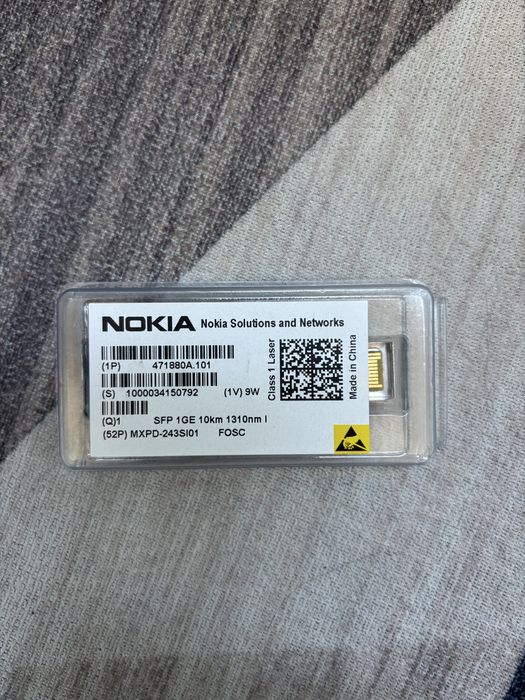 NOKIA Nokia Solutions and Networks
(1P) 471880A.101
(S) 1000034150792 (1V) 9W
(Q)1 SFP 1GE 10km 1310nm I
(52P) MXPD-243SI01 FOSC
Class 1 Laser
Made in China